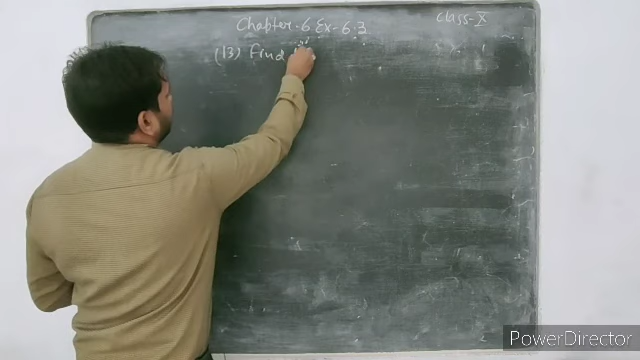 Chapter-6 Ex-6.3
Class-X
(13) Find
PowerDirector